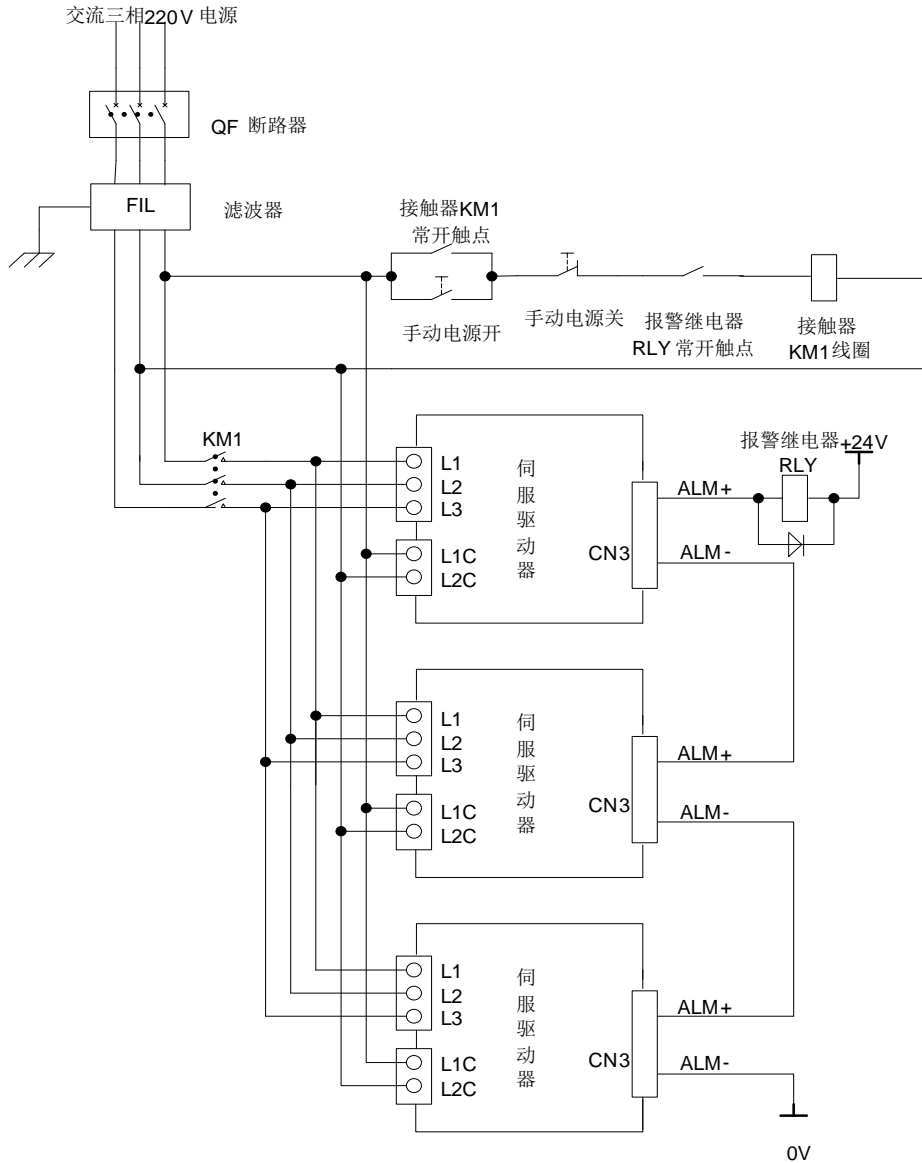 交流三相220V 电源
QF 断路器
FIL
滤波器
接触器KM1
常开触点
手动电源开
手动电源关
报警继电器
RLY 常开触点
接触器
KM1线圈
KM1
L1
L2
L3
L1C
L2C
伺服驱动器
CN3
ALM+
ALM-
报警继电器
RLY
+24V
L1
L2
L3
L1C
L2C
伺服驱动器
CN3
ALM+
ALM-
L1
L2
L3
L1C
L2C
伺服驱动器
CN3
ALM+
ALM-
0V